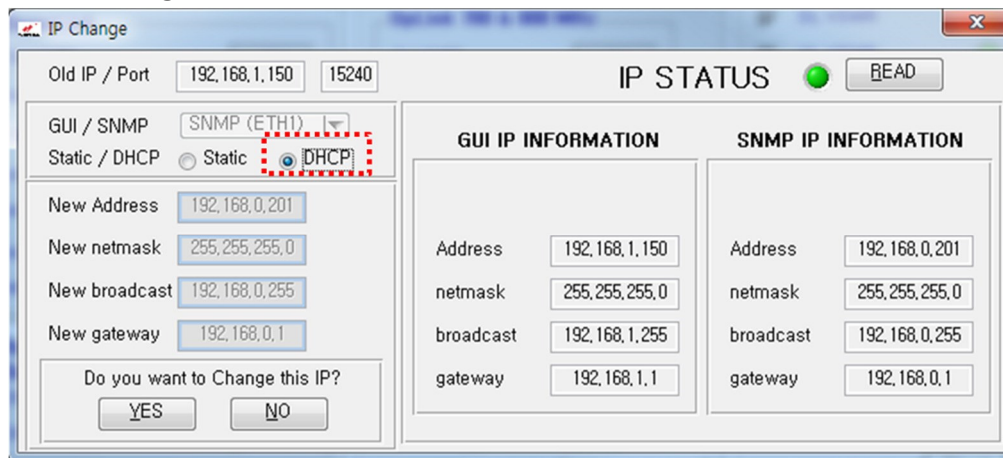 IP Change
Old IP / Port 192,168,1,150 15240
IP STATUS READ
GUI / SNMP SNMP (ETH1)
Static / DHCP Static DHCP
New Address 192,168,0,201
New netmask 255,255,255,0
New broadcast 192,168,0,255
New gateway 192,168,0,1
Do you want to Change this IP?
YES NO
GUI IP INFORMATION
Address 192,168,1,150
netmask 255,255,255,0
broadcast 192,168,1,255
gateway 192,168,1,1
SNMP IP INFORMATION
Address 192,168,0,201
netmask 255,255,255,0
broadcast 192,168,0,255
gateway 192,168,0,1